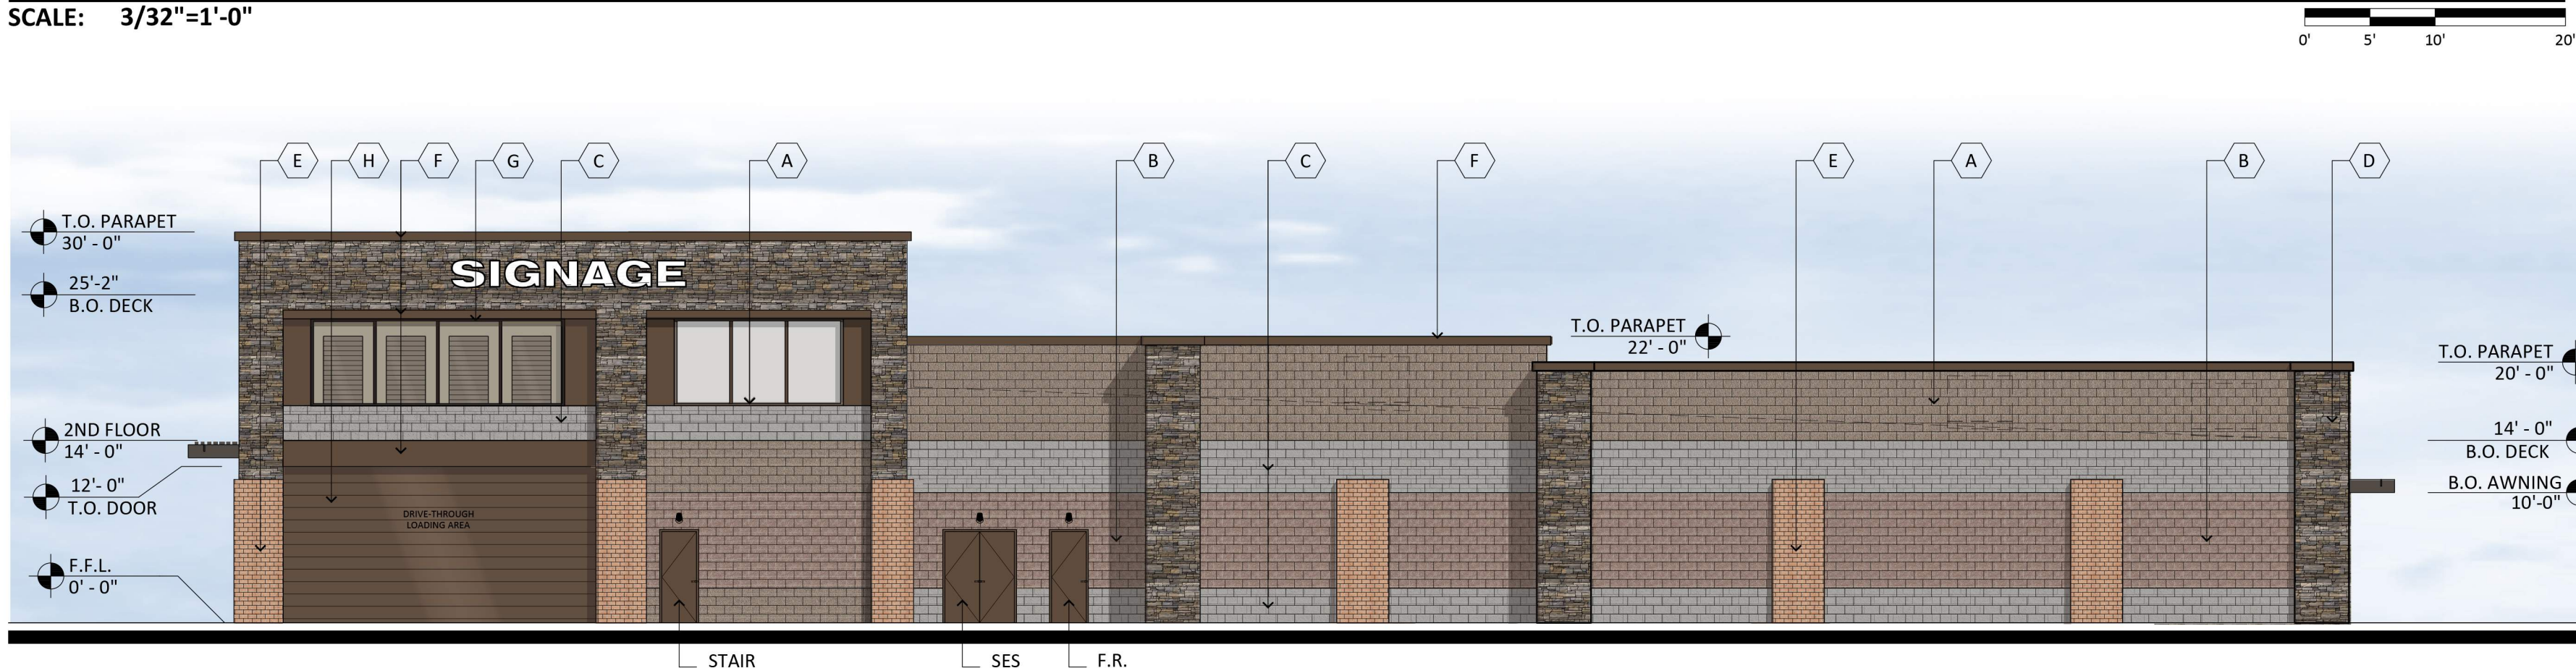 SCALE: 3/32"=1'-0"
0' 5' 10' 20'
E H F G C A B C F E A B D
T.O. PARAPET
30' - 0"
25'-2"
B.O. DECK
SIGNAGE
T.O. PARAPET
22' - 0"
T.O. PARAPET
20' - 0"
2ND FLOOR
14' - 0"
14' - 0"
B.O. DECK
12'- 0"
T.O. DOOR
B.O. AWNING
10'-0"
DRIVE-THROUGH
LOADING AREA
F.F.L.
0' - 0"
STAIR SES F.R.